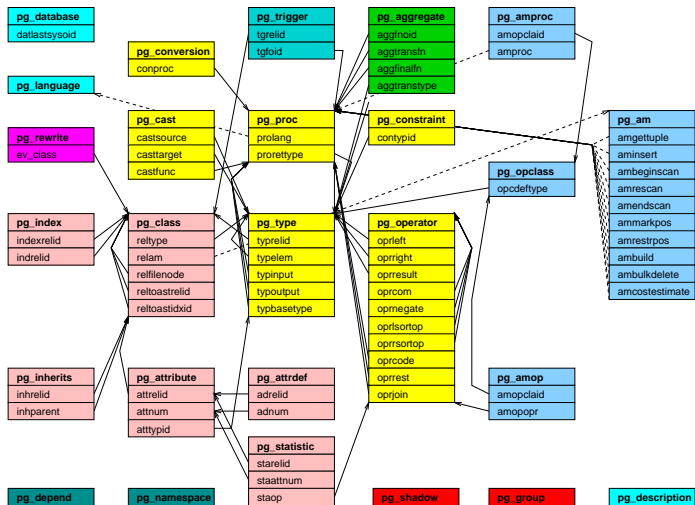 pg_database
datlastsysoid
pg_language
pg_rewrite
ev_class
pg_index
indexrelid
indrelid
pg_inherits
inhrelid
inhparent
pg_depend
pg_conversion
conproc
pg_cast
castsource
casttarget
castfunc
pg_class
reltype
relam
relfilenode
reltoastrelid
reltoastidxid
pg_attribute
attrelid
attnum
atttypid
pg_namespace
pg_trigger
tgrelid
tgfoid
pg_proc
prolang
prorettype
pg_type
typrelid
typelem
typinput
typoutput
typbasetype
pg_attrdef
adrelid
adnum
pg_statistic
starelid
staattnum
staop
pg_aggregate
aggfnoid
aggtransfn
aggfinalfn
aggtranstype
pg_constraint
contypid
pg_operator
oprleft
oprright
oprresult
oprcom
oprnegate
oprlsortop
oprrsortop
oprcode
oprrest
oprjoin
pg_shadow
pg_amproc
amopclaid
amproc
pg_opclass
opcdeftype
pg_amop
amopclaid
amopopr
pg_group
pg_am
amgettuple
aminsert
ambeginscan
amrescan
amendscan
ammarkpos
amrestrpos
ambuild
ambulkdelete
amcostestimate
pg_description